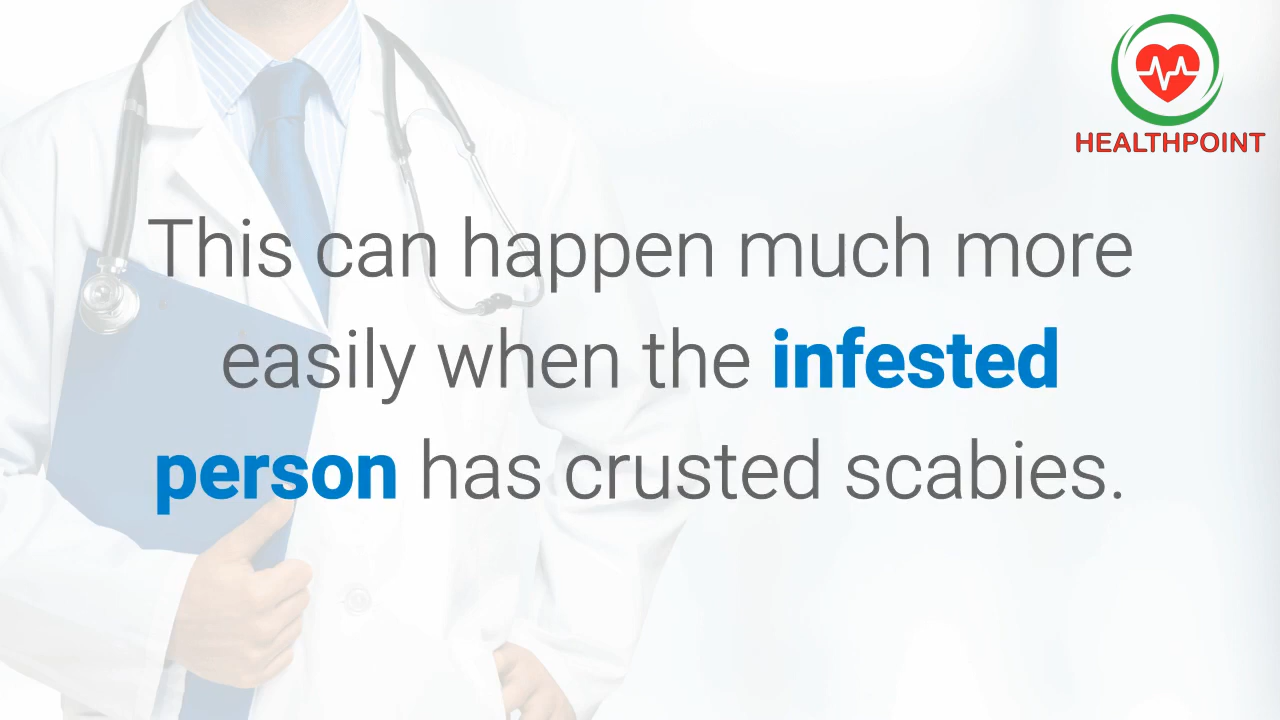 HEALTHPOINT
This can happen much more
easily when the infested
person has crusted scabies.